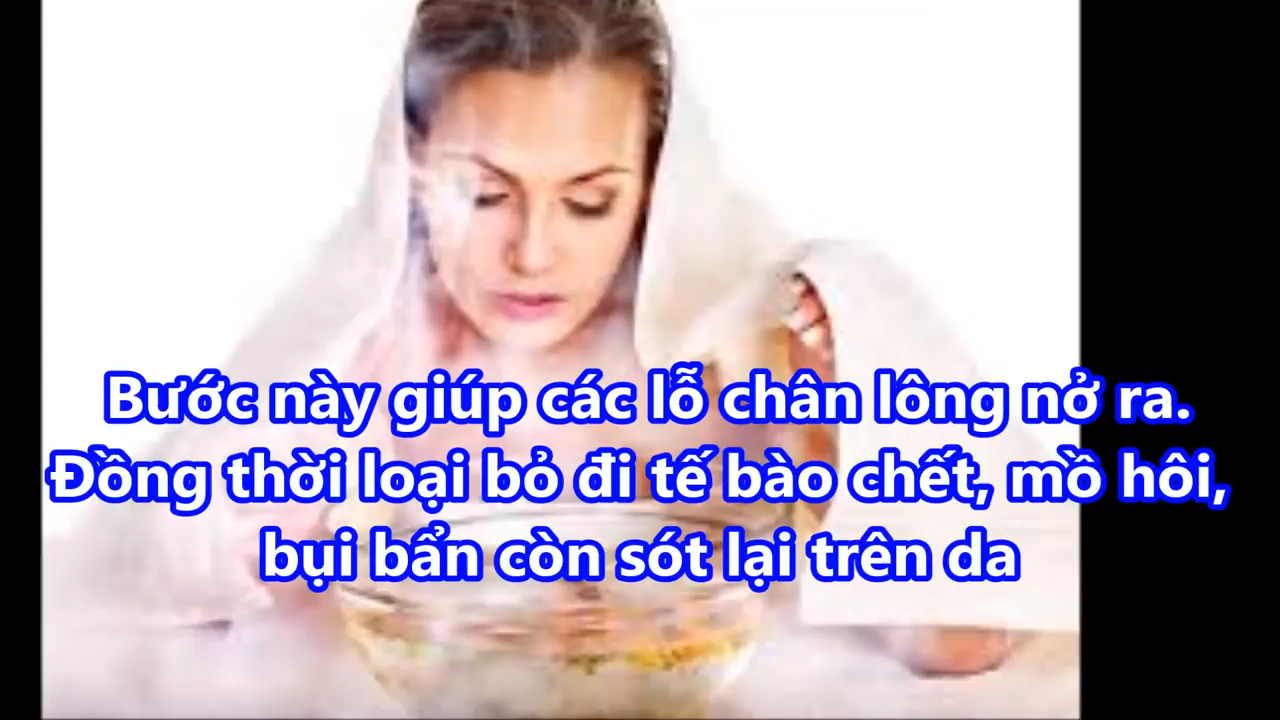 Bước này giúp các lỗ chân lông nở ra.
Đồng thời loại bỏ đi tế bào chết, mồ hôi,
bụi bẩn còn sót lại trên da